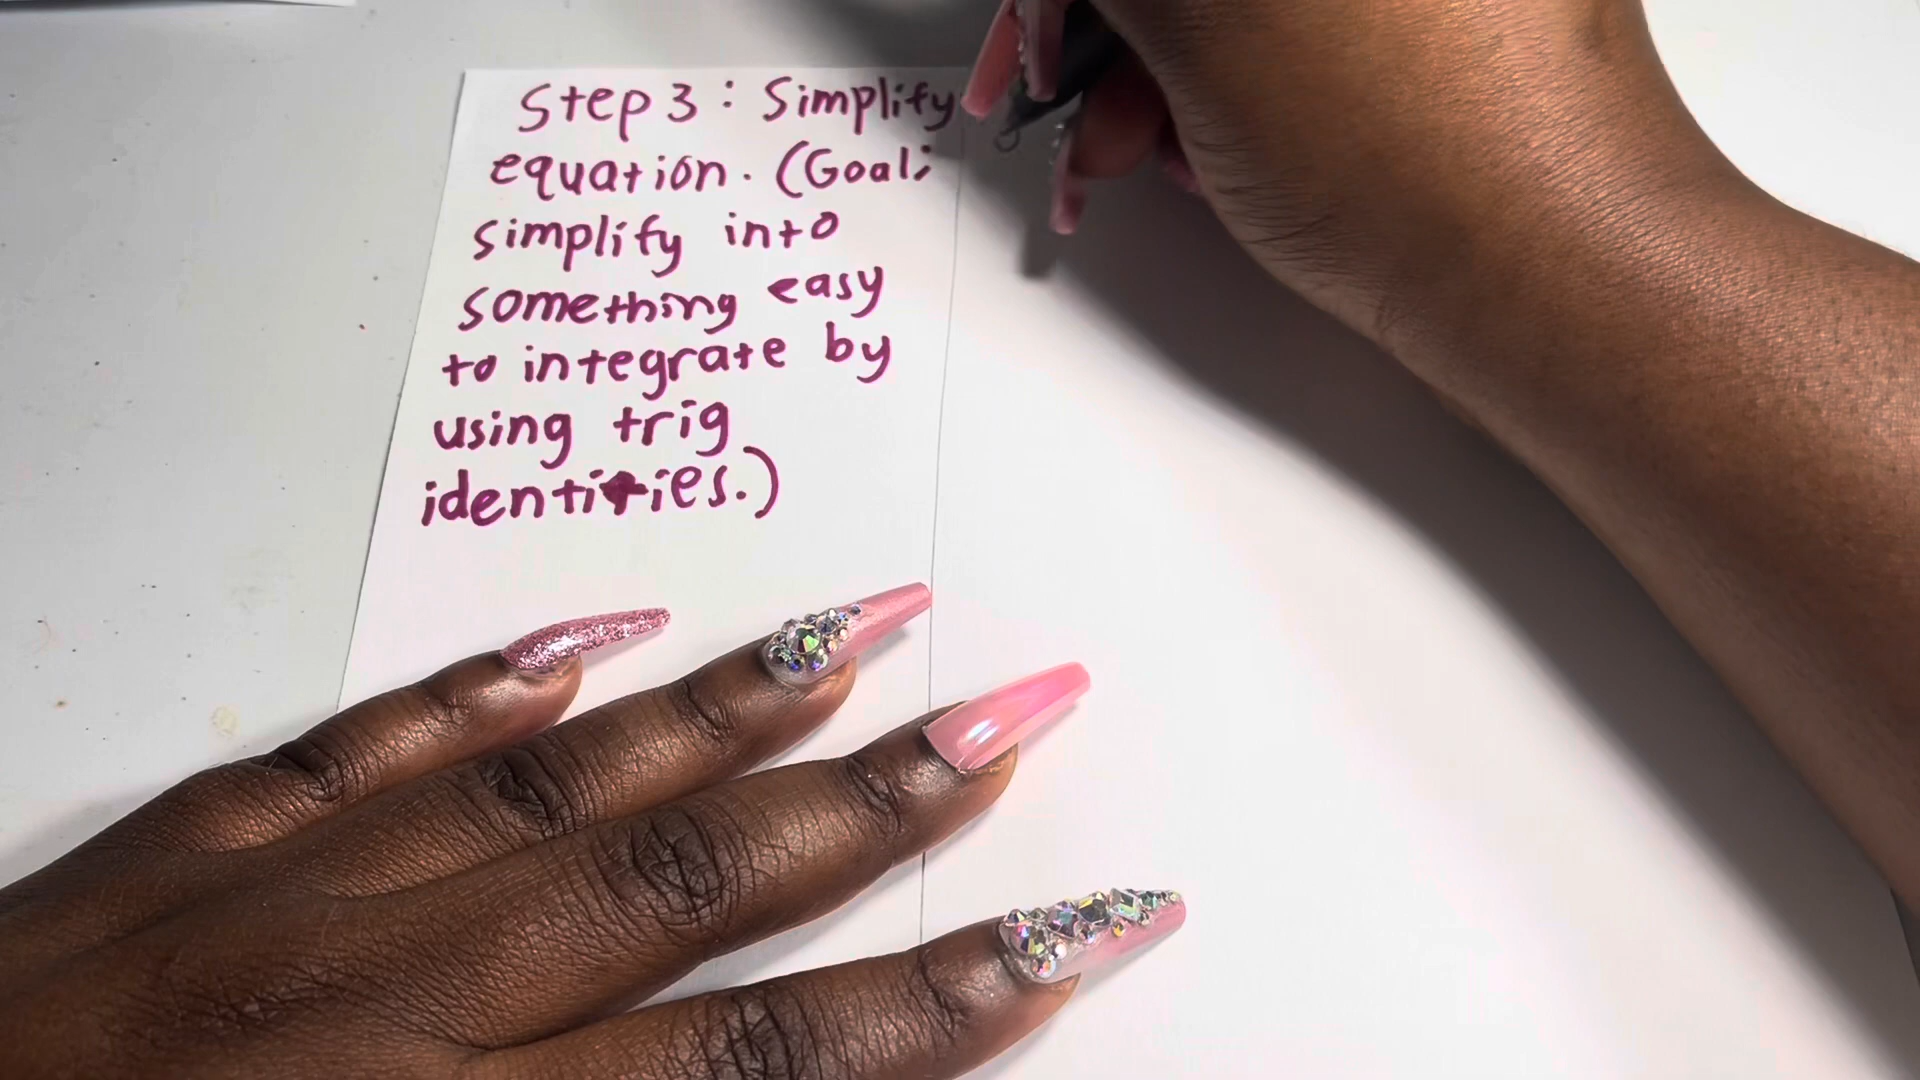 Step 3: Simplify
equation. (Goal:
simplify into
something easy
to integrate by
using trig
identities.)